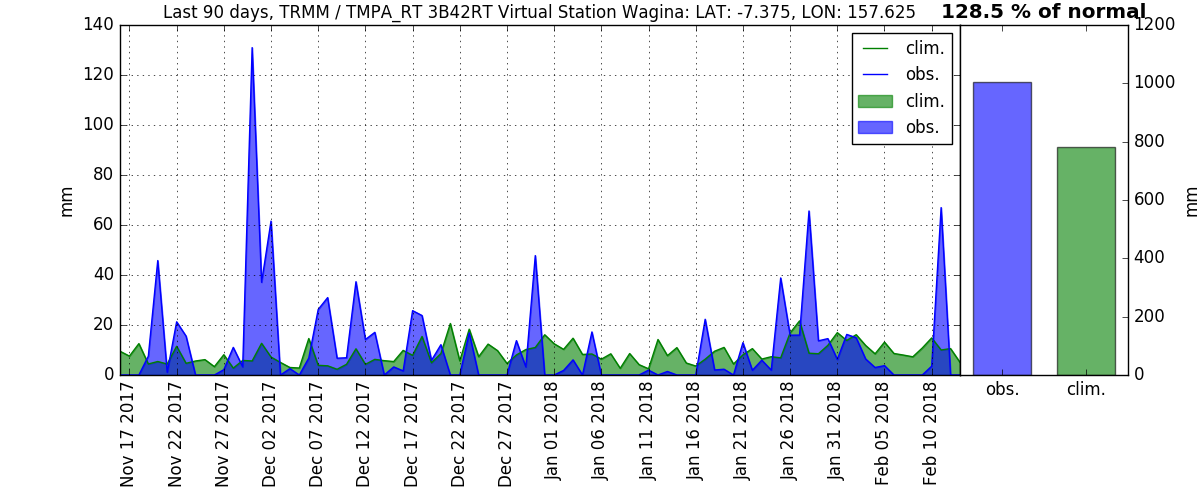 Last 90 days, TRMM / TMPA_RT 3B42RT Virtual Station Wagina: LAT: -7.375, LON: 157.625
128.5 % of normal
140
120
100
80
60
40
20
0
mm
clim.
obs.
clim.
obs.
Nov 17 2017
Nov 22 2017
Nov 27 2017
Dec 02 2017
Dec 07 2017
Dec 12 2017
Dec 17 2017
Dec 22 2017
Dec 27 2017
Jan 01 2018
Jan 06 2018
Jan 11 2018
Jan 16 2018
Jan 21 2018
Jan 26 2018
Jan 31 2018
Feb 05 2018
Feb 10 2018
1200
1000
800
600
400
200
0
mm
obs.
clim.